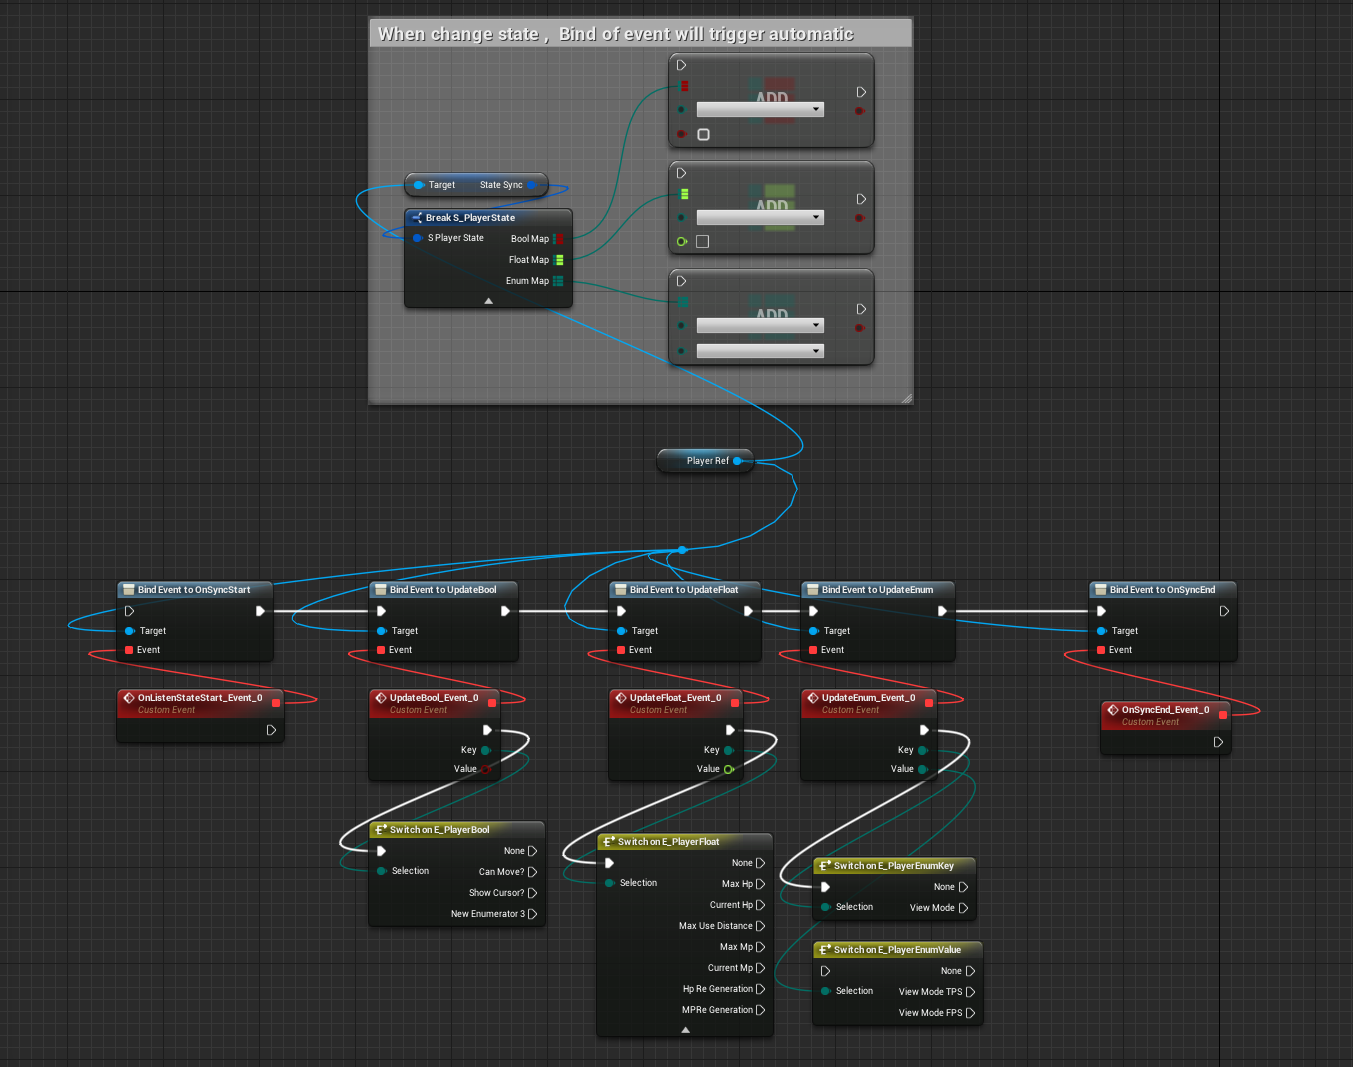 When change state ,  Bind of event will trigger automatic
ADD
Target State Sync
Break S_PlayerState
S Player State Bool Map
Float Map
Enum Map
ADD
ADD
Player Ref
Bind Event to OnSyncStart
Target
Event
Bind Event to UpdateBool
Target
Event
Bind Event to UpdateFloat
Target
Event
Bind Event to UpdateEnum
Target
Event
Bind Event to OnSyncEnd
Target
Event
OnListenStateStart_Event_0
Custom Event
UpdateBool_Event_0
Custom Event
Key
Value
UpdateFloat_Event_0
Custom Event
Key
Value
UpdateEnum_Event_0
Custom Event
Key
Value
OnSyncEnd_Event_0
Custom Event
Switch on E_PlayerBool
None
Selection Can Move?
Show Cursor?
New Enumerator 3
Switch on E_PlayerFloat
None
Selection Max Hp
Current Hp
Max Use Distance
Max Mp
Current Mp
Hp Re Generation
MPRe Generation
Switch on E_PlayerEnumKey
None
Selection View Mode
Switch on E_PlayerEnumValue
None
Selection View Mode TPS
View Mode FPS